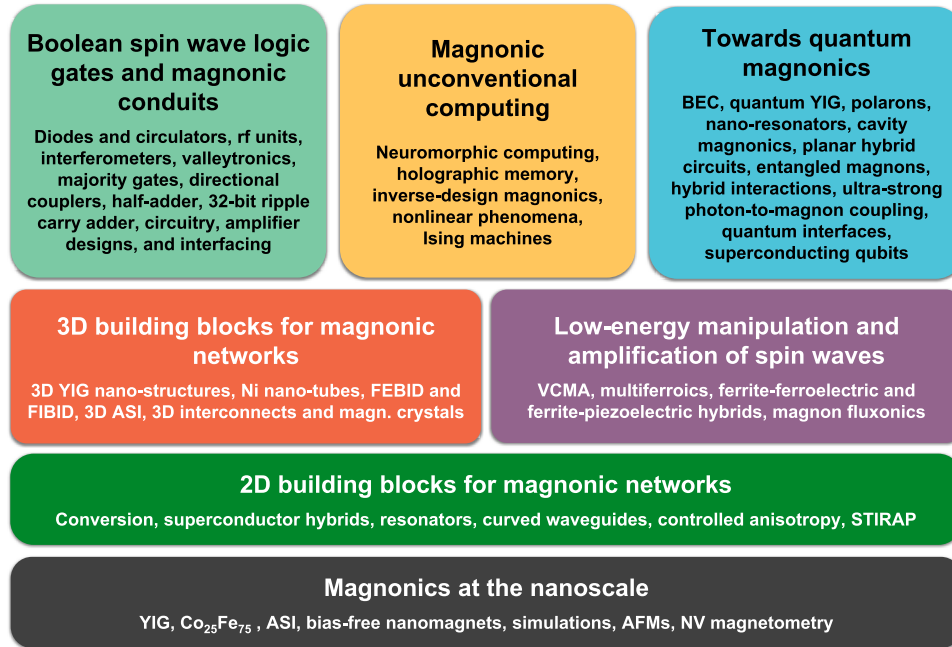 Boolean spin wave logic
gates and magnonic
conduits
Diodes and circulators, rf units,
interferometers, valleytronics,
majority gates, directional
couplers, half-adder, 32-bit ripple
carry adder, circuitry, amplifier
designs, and interfacing
Magnonic
unconventional
computing
Neuromorphic computing,
holographic memory,
inverse-design magnonics,
nonlinear phenomena,
Ising machines
Towards quantum
magnonics
BEC, quantum YIG, polarons,
nano-resonators, cavity
magnonics, planar hybrid
circuits, entangled magnons,
hybrid interactions, ultra-strong
photon-to-magnon coupling,
quantum interfaces,
superconducting qubits
3D building blocks for magnonic
networks
3D YIG nano-structures, Ni nano-tubes, FEBID and
FIBID, 3D ASI, 3D interconnects and magn. crystals
Low-energy manipulation and
amplification of spin waves
VCMA, multiferroics, ferrite-ferroelectric and
ferrite-piezoelectric hybrids, magnon fluxonics
2D building blocks for magnonic networks
Conversion, superconductor hybrids, resonators, curved waveguides, controlled anisotropy, STIRAP
Magnonics at the nanoscale
YIG, Co₂₅Fe₇₅ , ASI, bias-free nanomagnets, simulations, AFMs, NV magnetometry